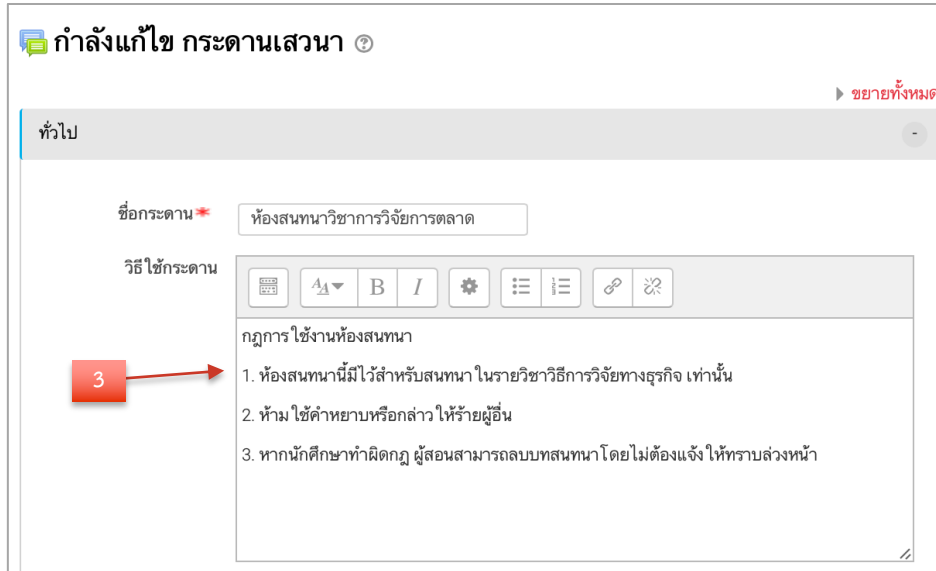 กำลังแก้ไข กระดานเสวนา
ขยายทั้งหมด
ทั่วไป
ชื่อกระดาน
ห้องสนทนาวิชาการวิจัยการตลาด
วิธีใช้กระดาน
B I
กฎการใช้งานห้องสนทนา
3
1. ห้องสนทนานี้มีไว้สำหรับสนทนาในรายวิชาวิธีการวิจัยทางธุรกิจ เท่านั้น
2. ห้ามใช้คำหยาบหรือกล่าวให้ร้ายผู้อื่น
3. หากนักศึกษาทำผิดกฎ ผู้สอนสามารถลบบทสนทนาโดยไม่ต้องแจ้งให้ทราบล่วงหน้า